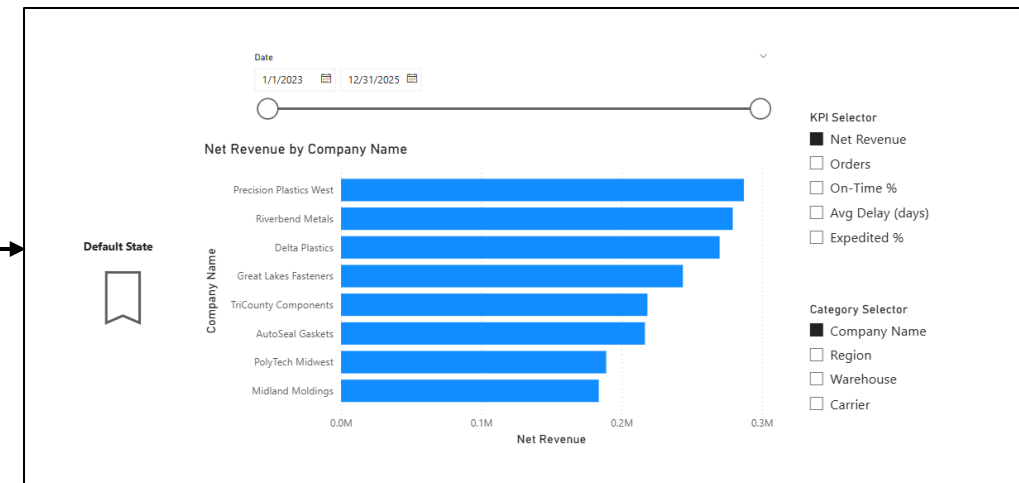 Date
1/1/2023
12/31/2025
KPI Selector
Net Revenue
Orders
On-Time %
Avg Delay (days)
Expedited %
Net Revenue by Company Name
Company Name
Precision Plastics West
Riverbend Metals
Delta Plastics
Great Lakes Fasteners
TriCounty Components
AutoSeal Gaskets
PolyTech Midwest
Midland Moldings
0.0M
0.1M
0.2M
0.3M
Net Revenue
Default State
Category Selector
Company Name
Region
Warehouse
Carrier